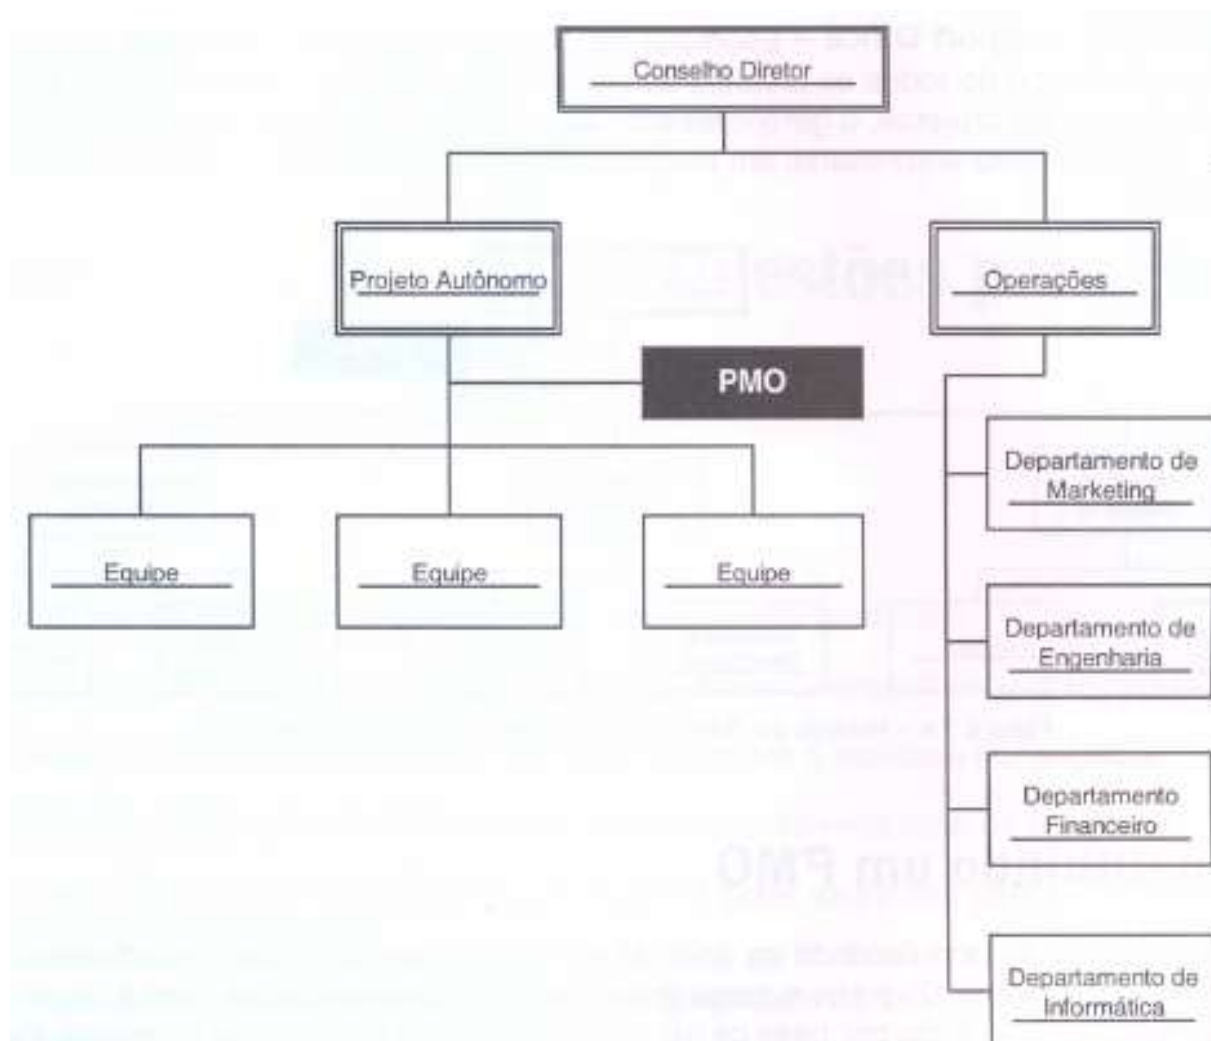 Conselho Diretor
Projeto Autônomo
Operações
PMO
Equipe
Equipe
Equipe
Departamento de
Marketing
Departamento de
Engenharia
Departamento
Financeiro
Departamento de
Informática